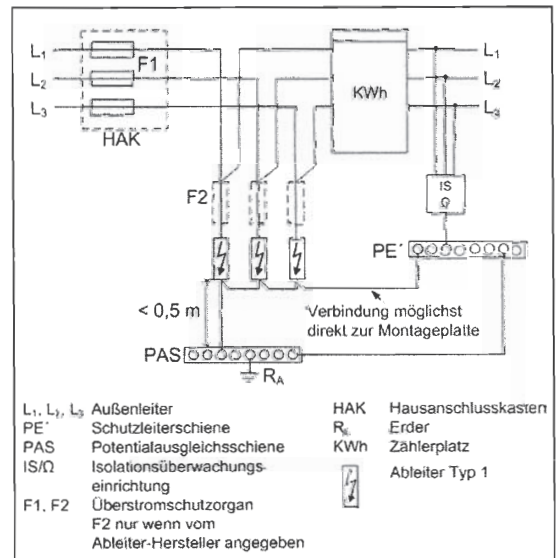 L₁ F1 L₁
L₂ L₂
L₃ KWh L₃
HAK
F2 IS
Ω
PE´
< 0,5 m
Verbindung möglichst
direkt zur Montageplatte
PAS
R_A
L₁, L₂, L₃ Außenleiter
PE´ Schutzleiterschiene
PAS Potentialausgleichsschiene
IS/Ω Isolationsüberwachungs-
einrichtung
F1, F2 Überstromschutzorgan
F2 nur wenn vom
Ableiter-Hersteller angegeben
HAK Hausanschlusskasten
R Erder
KWh Zählerplatz
Ableiter Typ 1